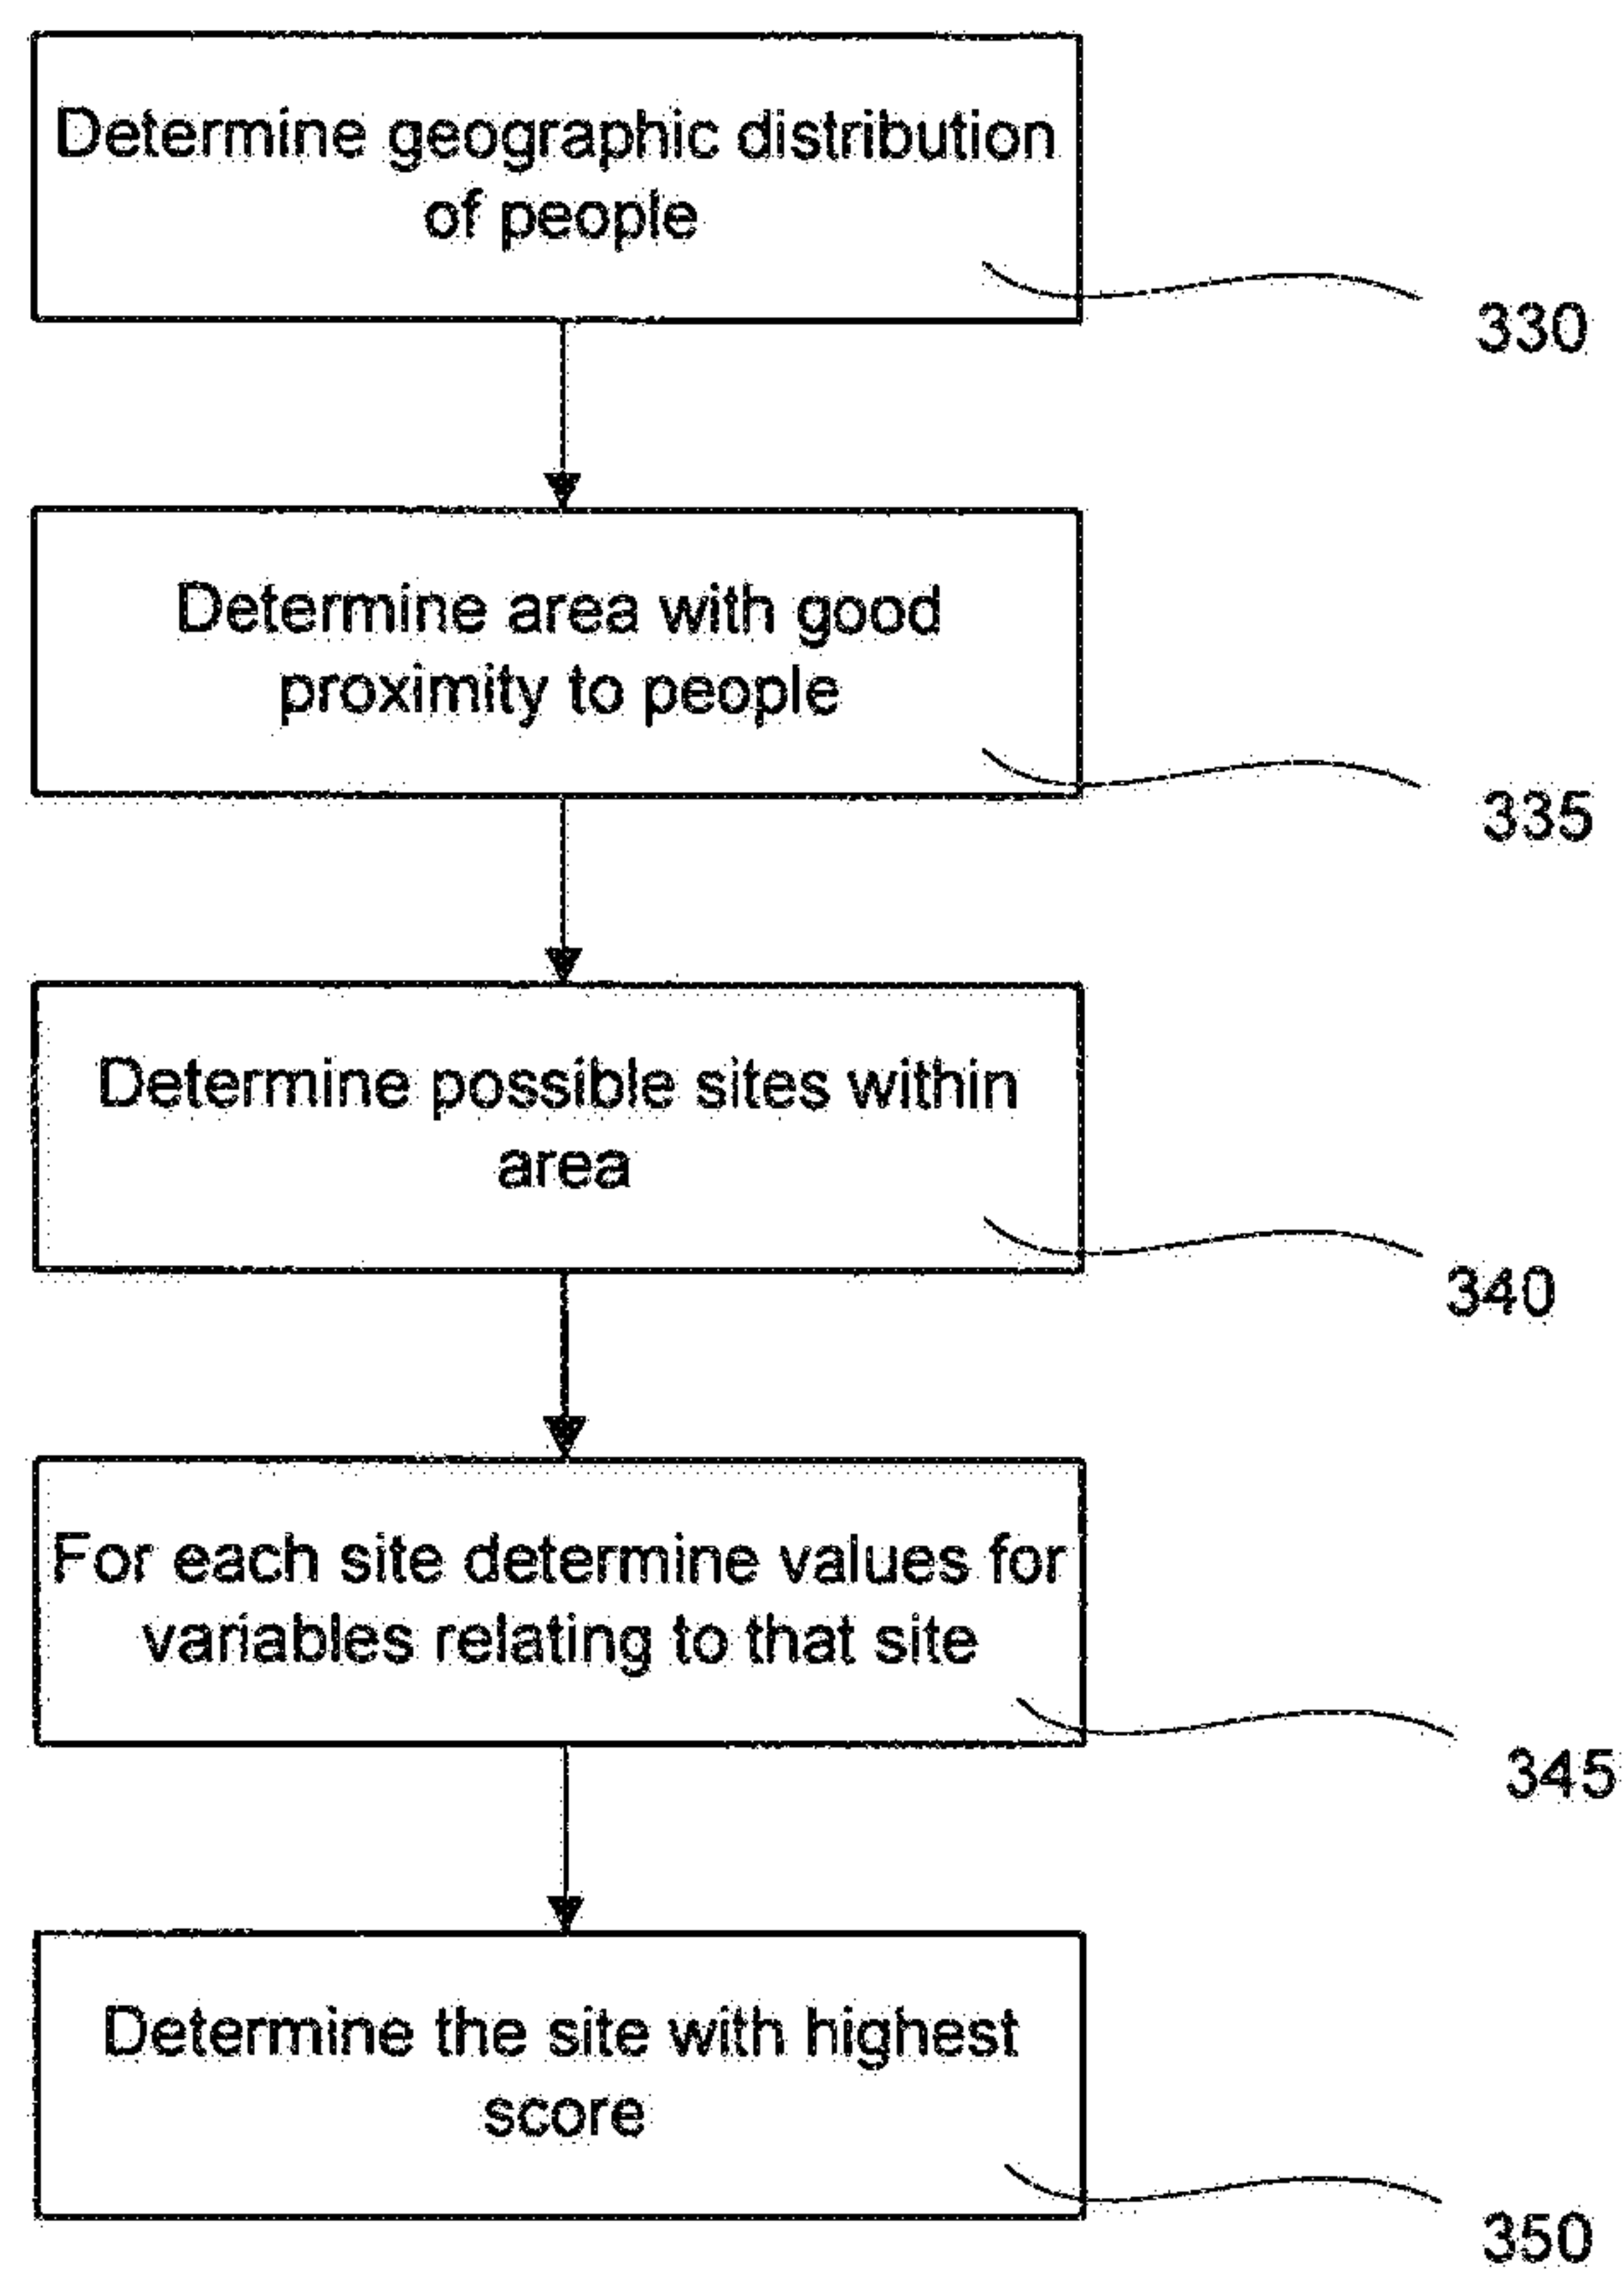 Determine geographic distribution
of people
330
Determine area with good
proximity to people
335
Determine possible sites within
area
340
For each site determine values for
variables relating to that site
345
Determine the site with highest
score
350